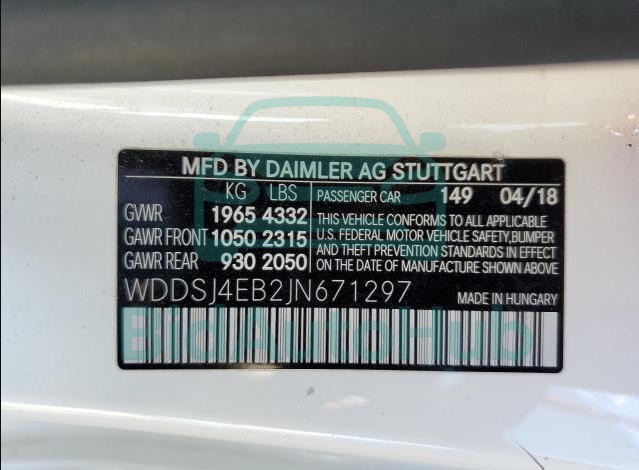 MFD BY DAIMLER AG STUTTGART
KG LBS PASSENGER CAR 149 04/18
GVWR 1965 4332
GAWR FRONT 1050 2315
GAWR REAR 930 2050
THIS VEHICLE CONFORMS TO ALL APPLICABLE
U.S. FEDERAL MOTOR VEHICLE SAFETY,BUMPER
AND THEFT PREVENTION STANDARDS IN EFFECT
ON THE DATE OF MANUFACTURE SHOWN ABOVE
WDDSJ4EB2JN671297 MADE IN HUNGARY
BidAutoHub